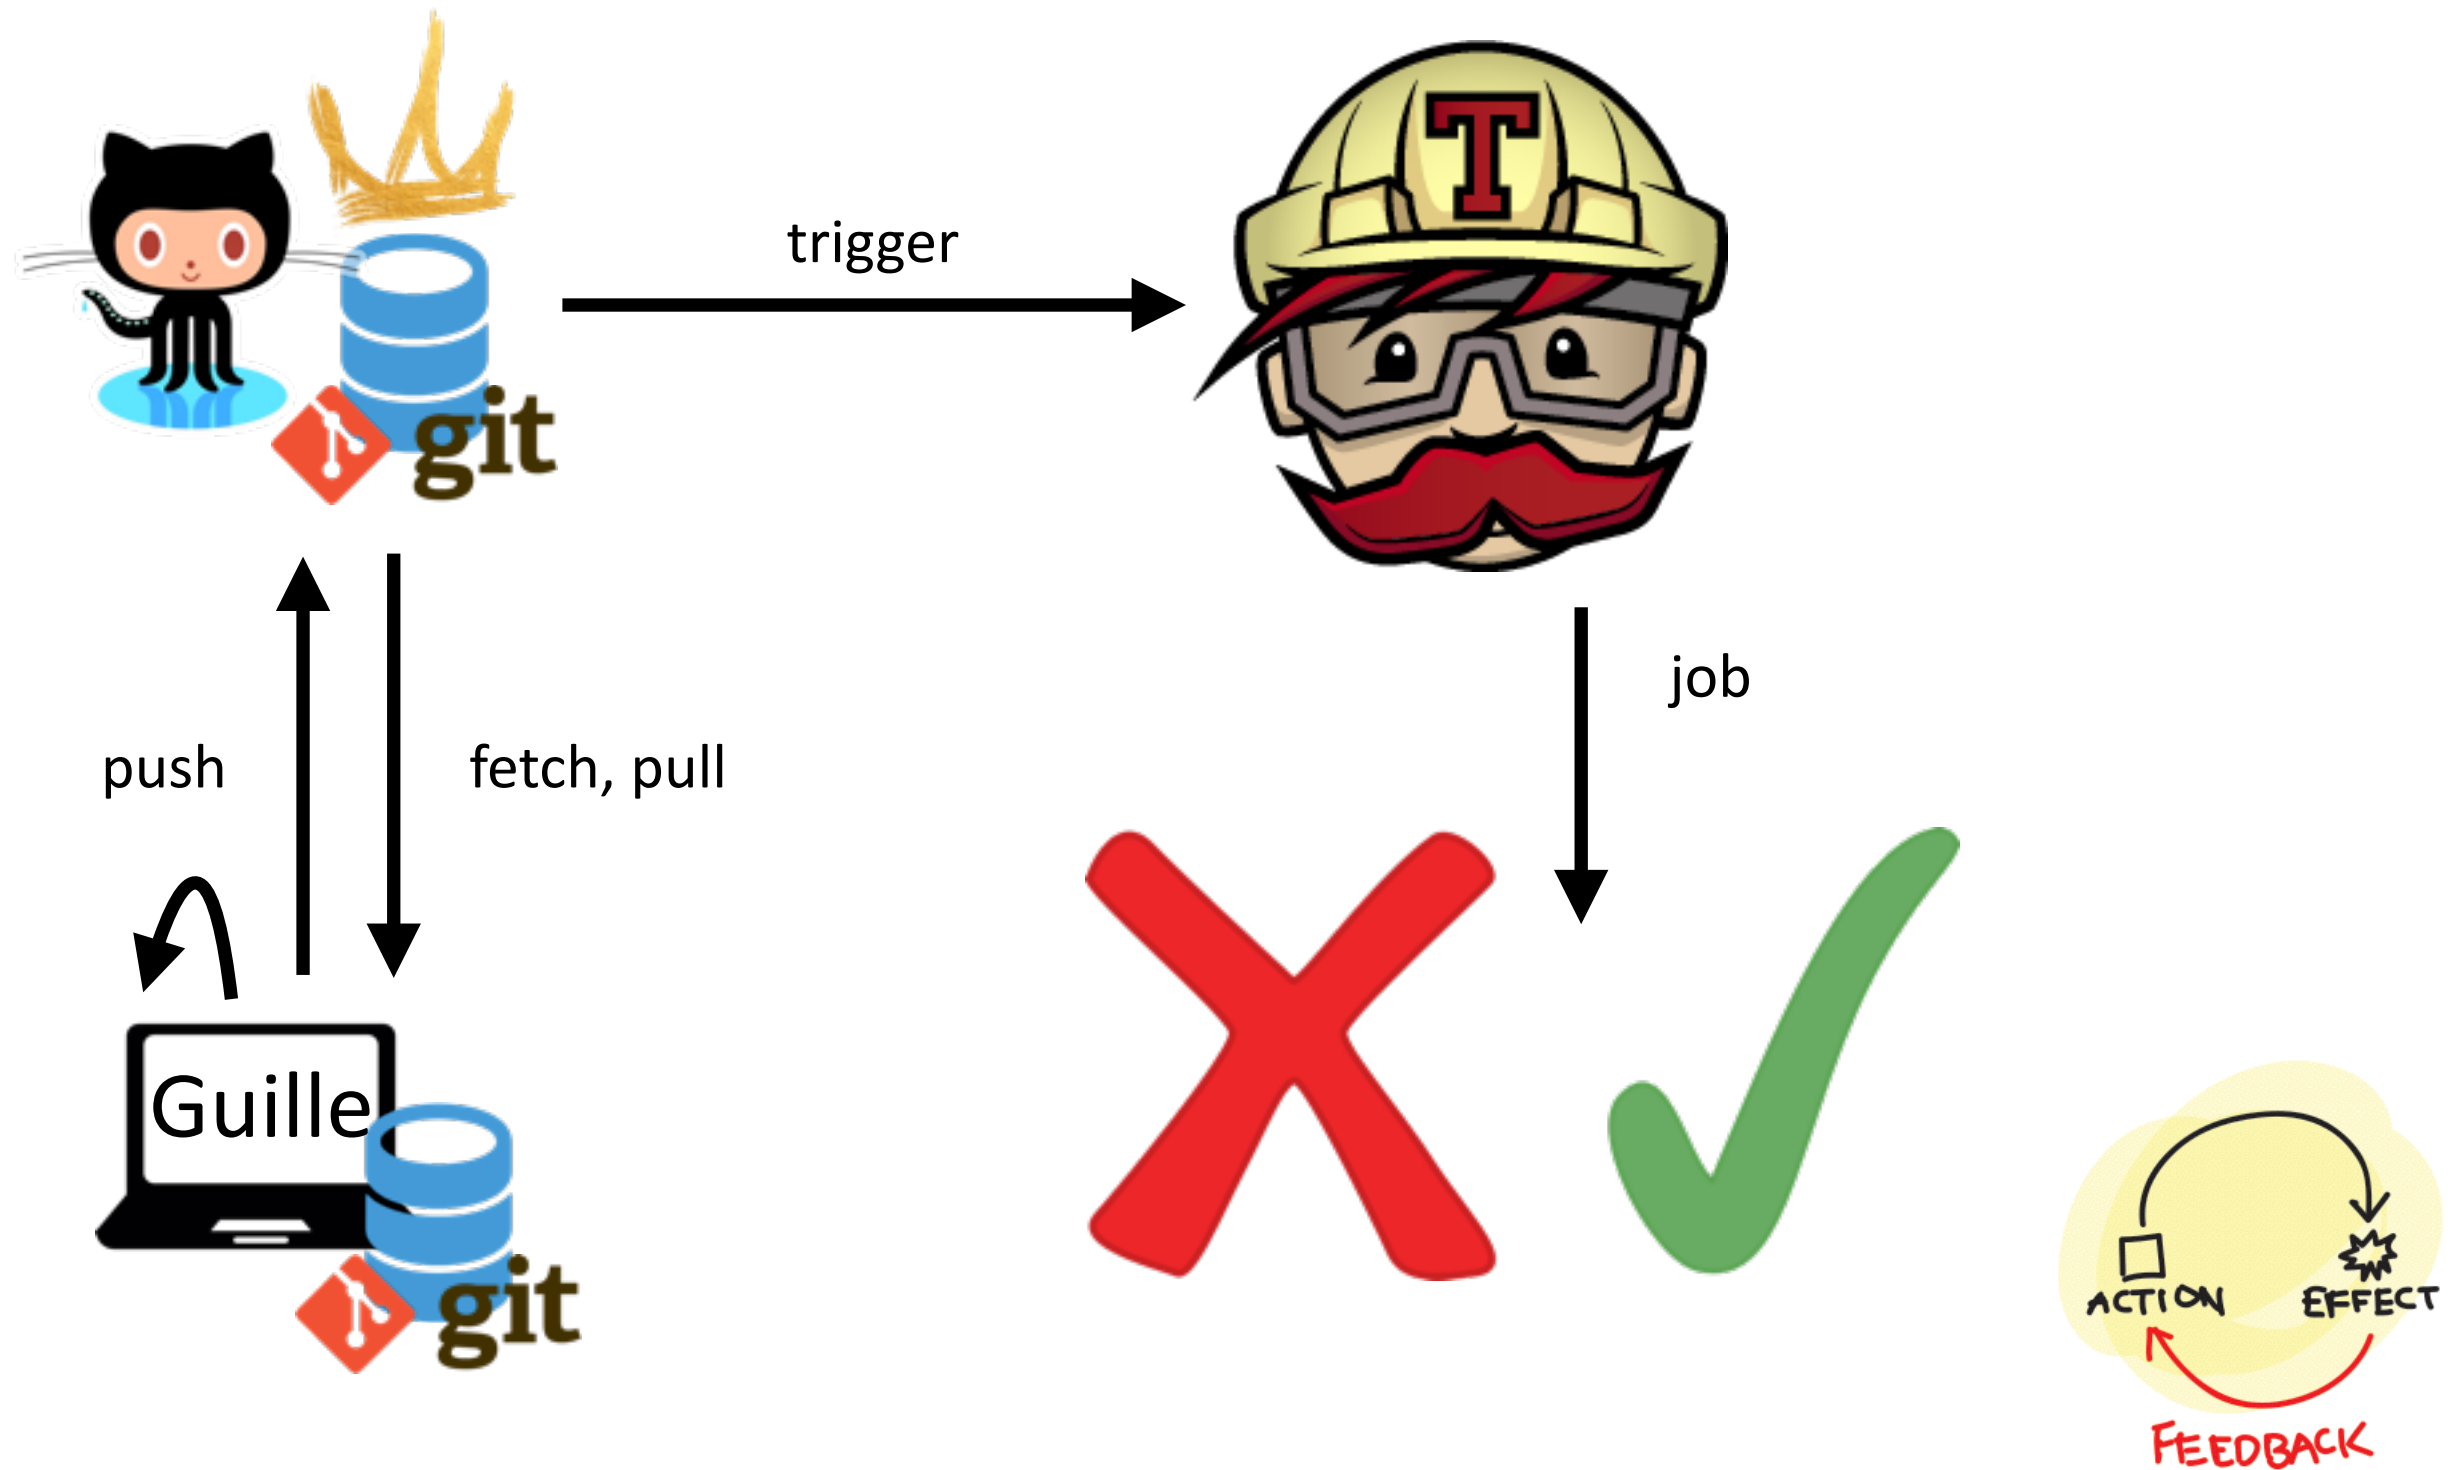 T
trigger
git
job
push
fetch, pull
Guille
git
ACTION
EFFECT
FEEDBACK